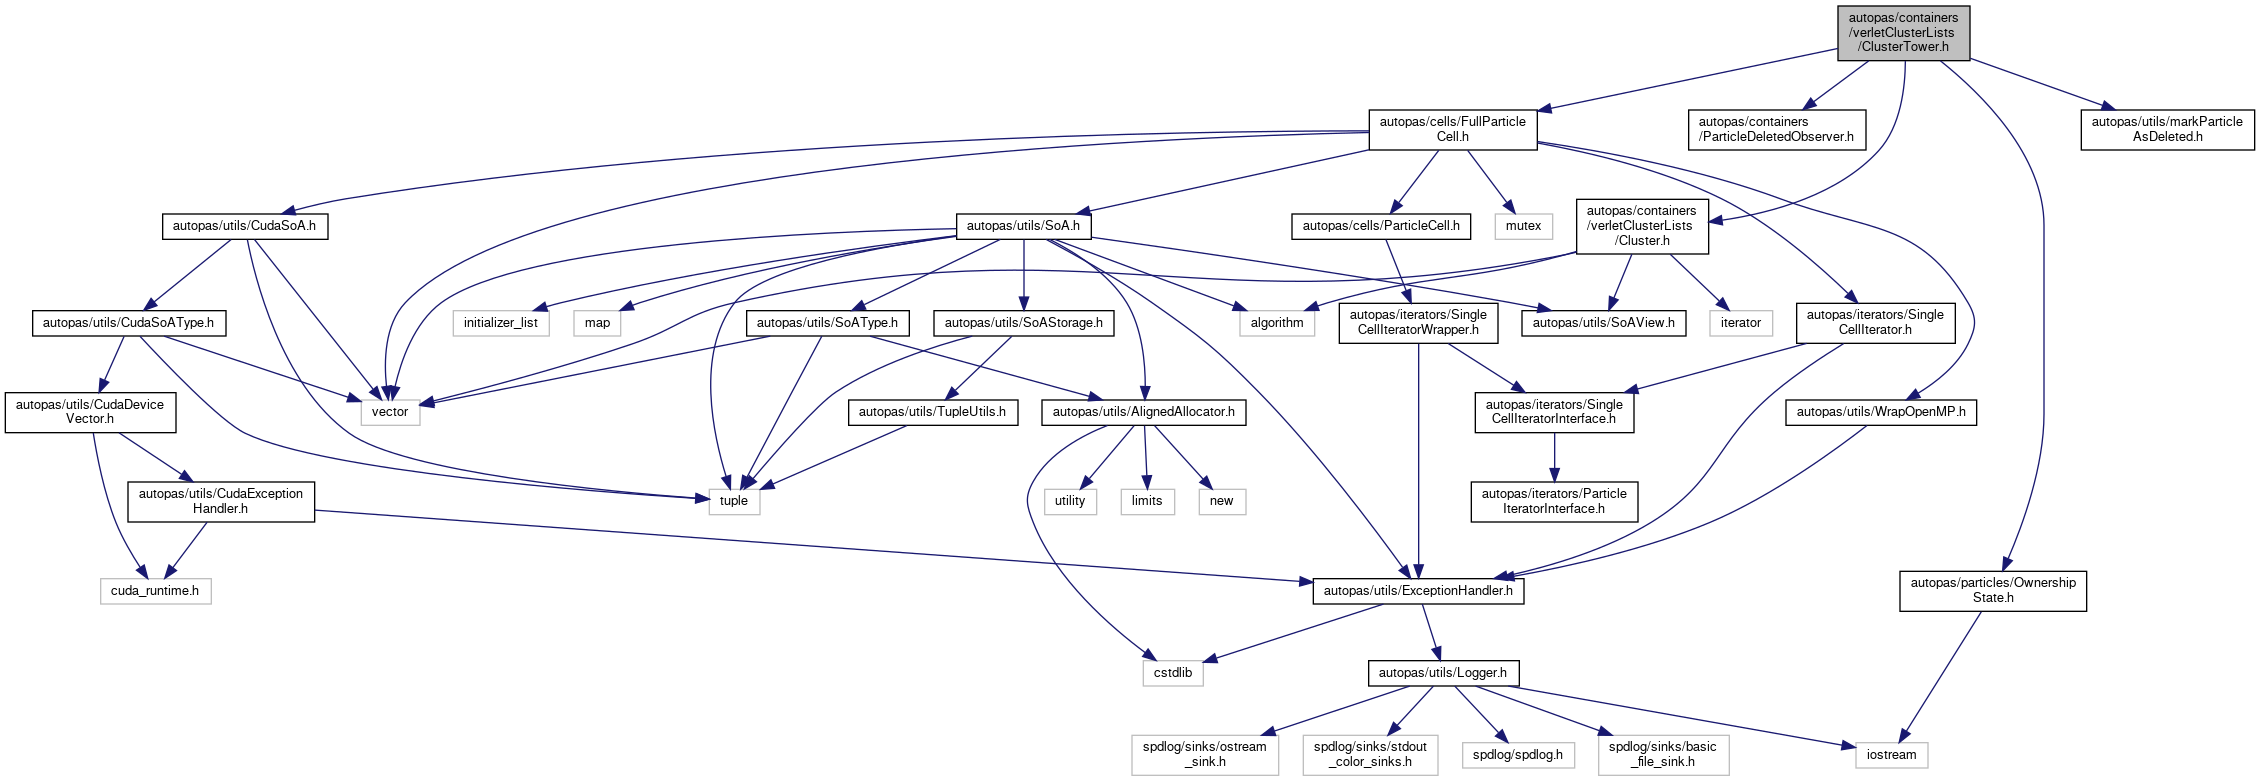 autopas/containers
/verletClusterLists
/ClusterTower.h
autopas/cells/FullParticle
Cell.h
autopas/containers
/ParticleDeletedObserver.h
autopas/utils/markParticle
AsDeleted.h
autopas/utils/CudaSoA.h
autopas/utils/SoA.h
autopas/cells/ParticleCell.h
mutex
autopas/containers
/verletClusterLists
/Cluster.h
autopas/utils/CudaSoAType.h
initializer_list
map
autopas/utils/SoAType.h
autopas/utils/SoAStorage.h
algorithm
autopas/iterators/Single
CellIteratorWrapper.h
autopas/utils/SoAView.h
iterator
autopas/iterators/Single
CellIterator.h
autopas/utils/CudaDevice
Vector.h
vector
autopas/utils/TupleUtils.h
autopas/utils/AlignedAllocator.h
autopas/iterators/Single
CellIteratorInterface.h
autopas/utils/WrapOpenMP.h
autopas/utils/CudaException
Handler.h
tuple
utility
limits
new
autopas/iterators/Particle
IteratorInterface.h
cuda_runtime.h
autopas/utils/ExceptionHandler.h
autopas/particles/Ownership
State.h
cstdlib
autopas/utils/Logger.h
spdlog/sinks/ostream
_sink.h
spdlog/sinks/stdout
_color_sinks.h
spdlog/spdlog.h
spdlog/sinks/basic
_file_sink.h
iostream